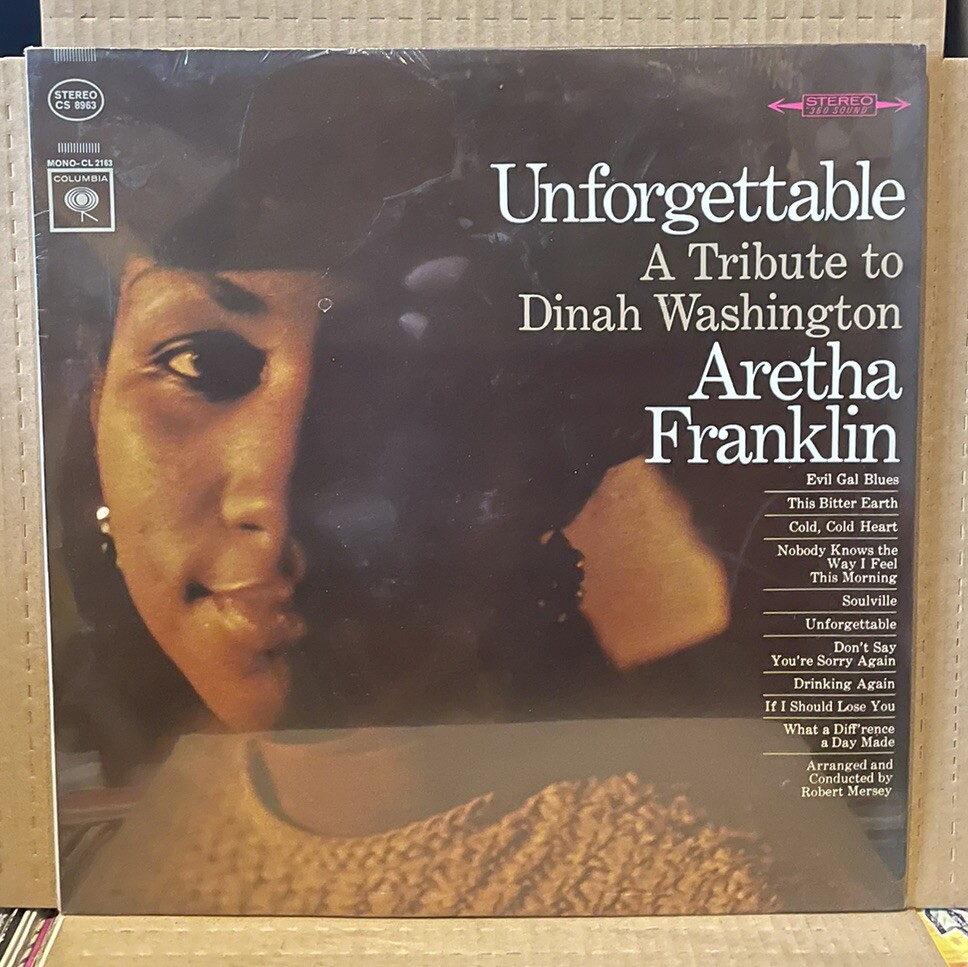 STEREO
CS 8963
MONO-CL 2163
COLUMBIA
STEREO
"360 SOUND"
Unforgettable
A Tribute to
Dinah Washington
Aretha
Franklin
Evil Gal Blues
This Bitter Earth
Cold, Cold Heart
Nobody Knows the
Way I Feel
This Morning
Soulville
Unforgettable
Don't Say
You're Sorry Again
Drinking Again
If I Should Lose You
What a Diff'rence
a Day Made
Arranged and
Conducted by
Robert Mersey